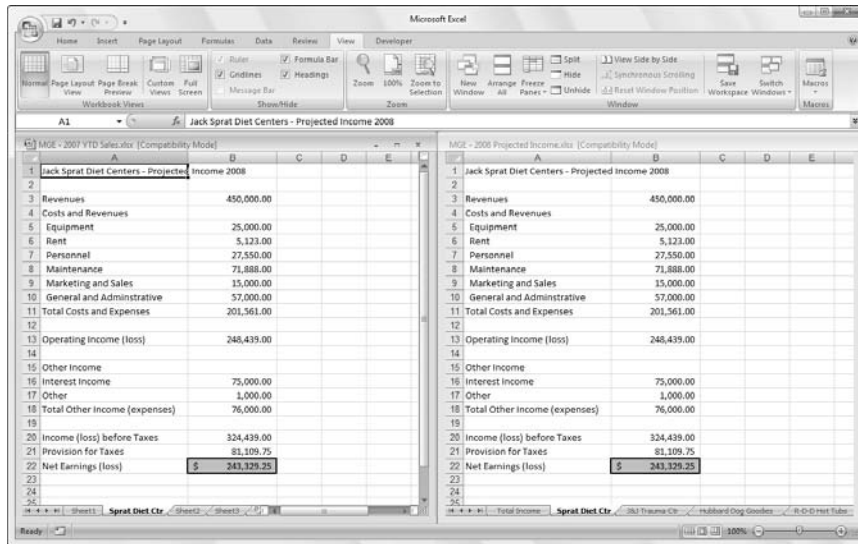 Microsoft Excel
Home Insert Page Layout Formulas Data Review View Developer
Normal Page Layout View Page Break Preview Custom Views Full Screen
Workbook Views
Ruler Formula Bar
Gridlines Headings
Message Bar
Show/Hide
Zoom 100% Zoom to Selection
Zoom
New Window Arrange All Freeze Panes
Split
Hide
Unhide
View Side by Side
Synchronous Scrolling
Reset Window Position
Save Workspace Switch Windows
Window
Macros
Macros
A1 fx Jack Sprat Diet Centers - Projected Income 2008
MGE - 2007 YTD Sales.xlsx [Compatibility Mode]
A B C D E
1 Jack Sprat Diet Centers - Projected Income 2008
2
3 Revenues 450,000.00
4 Costs and Revenues
5 Equipment 25,000.00
6 Rent 5,123.00
7 Personnel 27,550.00
8 Maintenance 71,888.00
9 Marketing and Sales 15,000.00
10 General and Adminstrative 57,000.00
11 Total Costs and Expenses 201,561.00
12
13 Operating Income (loss) 248,439.00
14
15 Other Income
16 Interest Income 75,000.00
17 Other 1,000.00
18 Total Other Income (expenses) 76,000.00
19
20 Income (loss) before Taxes 324,439.00
21 Provision for Taxes 81,109.75
22 Net Earnings (loss) $ 243,329.25
23
24
25
Sheet1 Sprat Diet Ctr Sheet2 Sheet3
MGE - 2008 Projected Income.xlsx [Compatibility Mode]
A B C D E
1 Jack Sprat Diet Centers - Projected Income 2008
2
3 Revenues 450,000.00
4 Costs and Revenues
5 Equipment 25,000.00
6 Rent 5,123.00
7 Personnel 27,550.00
8 Maintenance 71,888.00
9 Marketing and Sales 15,000.00
10 General and Adminstrative 57,000.00
11 Total Costs and Expenses 201,561.00
12
13 Operating Income (loss) 248,439.00
14
15 Other Income
16 Interest Income 75,000.00
17 Other 1,000.00
18 Total Other Income (expenses) 76,000.00
19
20 Income (loss) before Taxes 324,439.00
21 Provision for Taxes 81,109.75
22 Net Earnings (loss) $ 243,329.25
23
24
25
Total Income Sprat Diet Ctr J&J Trauma Ctr Hubbard Dog Goodies R-D-D Hot Tubs
Ready 100%